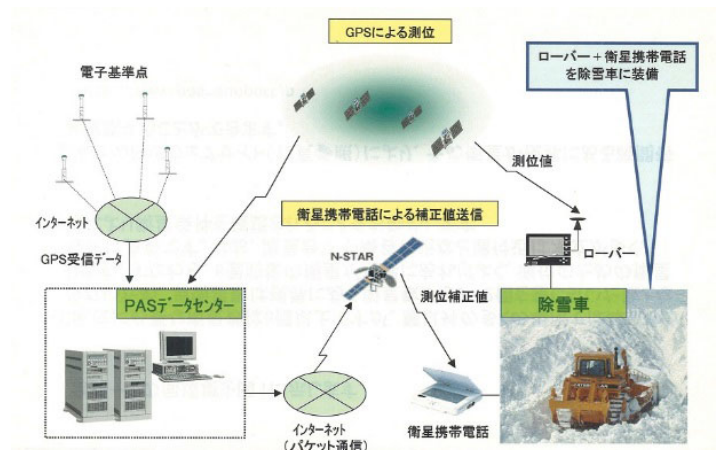 GPSによる測位
ローバー+衛星携帯電話
を除雪車に装備
電子基準点
測位値
インターネット
衛星携帯電話による補正値送信
GPS受信データ
N-STAR
ローバー
PASデータセンター
測位補正値
除雪車
インターネット
(パケット通信)
衛星携帯電話